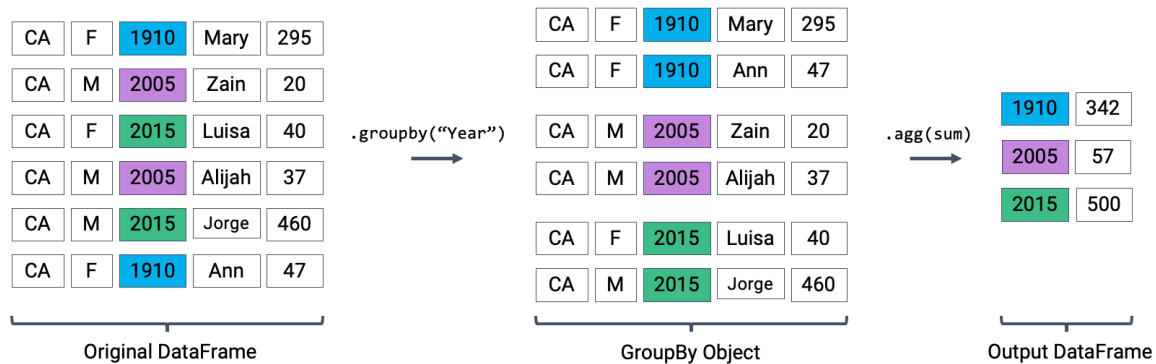 CA F 1910 Mary 295
CA M 2005 Zain 20
CA F 2015 Luisa 40
CA M 2005 Alijah 37
CA M 2015 Jorge 460
CA F 1910 Ann 47
Original DataFrame
.groupby(“Year”)
CA F 1910 Mary 295
CA F 1910 Ann 47
CA M 2005 Zain 20
CA M 2005 Alijah 37
CA F 2015 Luisa 40
CA M 2015 Jorge 460
GroupBy Object
.agg(sum)
1910 342
2005 57
2015 500
Output DataFrame